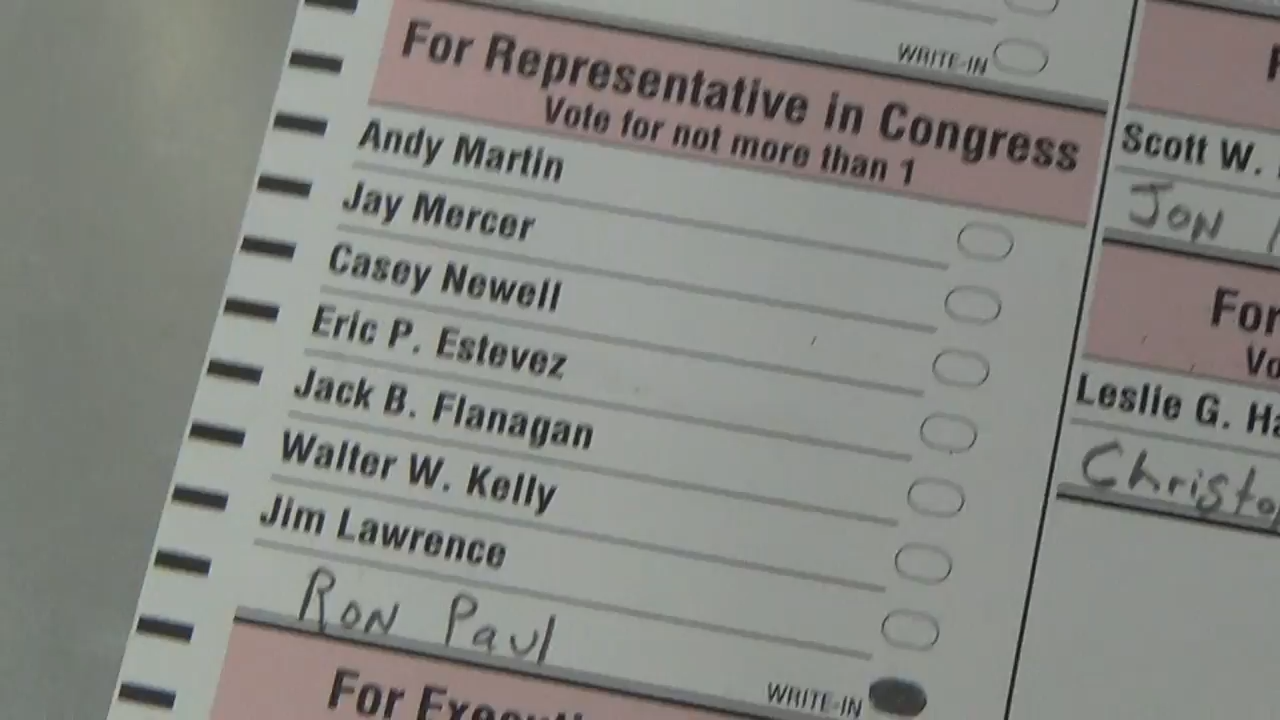 WRITE-IN
For Representative in Congress
Vote for not more than 1
Andy Martin
Jay Mercer
Casey Newell
Eric P. Estevez
Jack B. Flanagan
Walter W. Kelly
Jim Lawrence
Ron Paul
WRITE-IN
For
Scott W.
Jon
For
Leslie G.